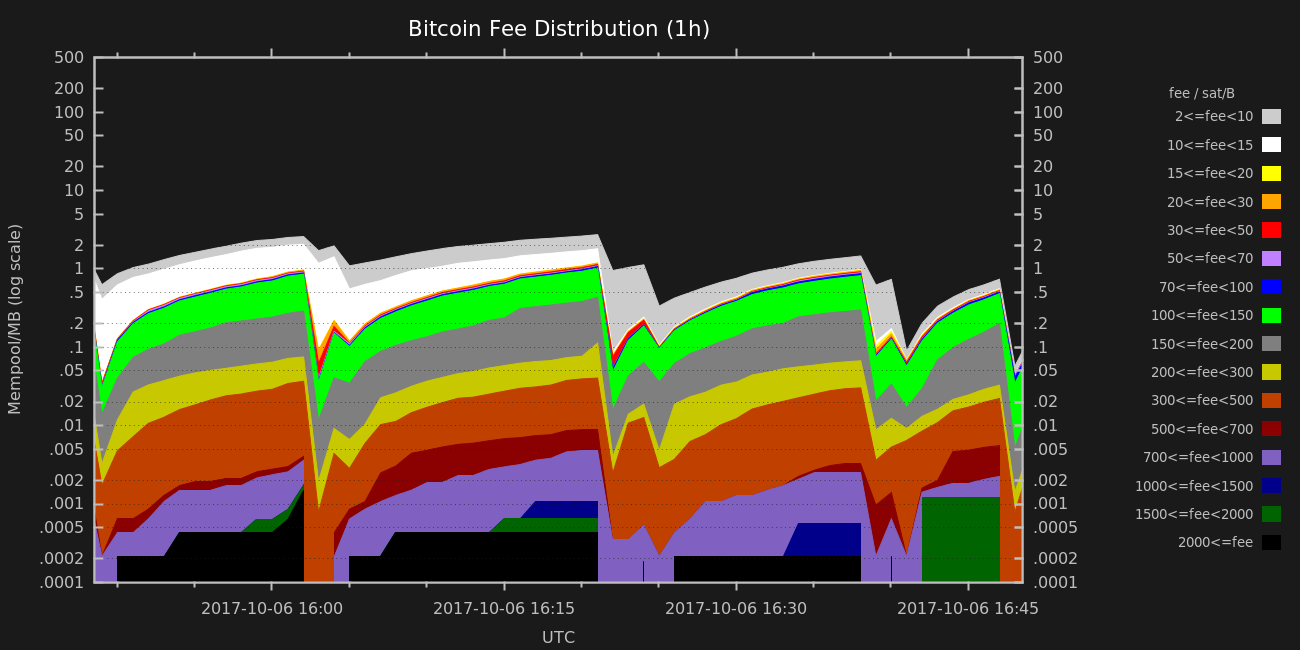 Bitcoin Fee Distribution (1h)
500 500
200 200
100 100
50 50
20 20
10 10
5 5
2 2
1 1
.5 .5
.2 .2
.1 .1
.05 .05
.02 .02
.01 .01
.005 .005
.002 .002
.001 .001
.0005 .0005
.0002 .0002
.0001 .0001
Mempool/MB (log scale)
2017-10-06 16:00 2017-10-06 16:15 2017-10-06 16:30 2017-10-06 16:45
UTC
fee / sat/B
2<=fee<10
10<=fee<15
15<=fee<20
20<=fee<30
30<=fee<50
50<=fee<70
70<=fee<100
100<=fee<150
150<=fee<200
200<=fee<300
300<=fee<500
500<=fee<700
700<=fee<1000
1000<=fee<1500
1500<=fee<2000
2000<=fee